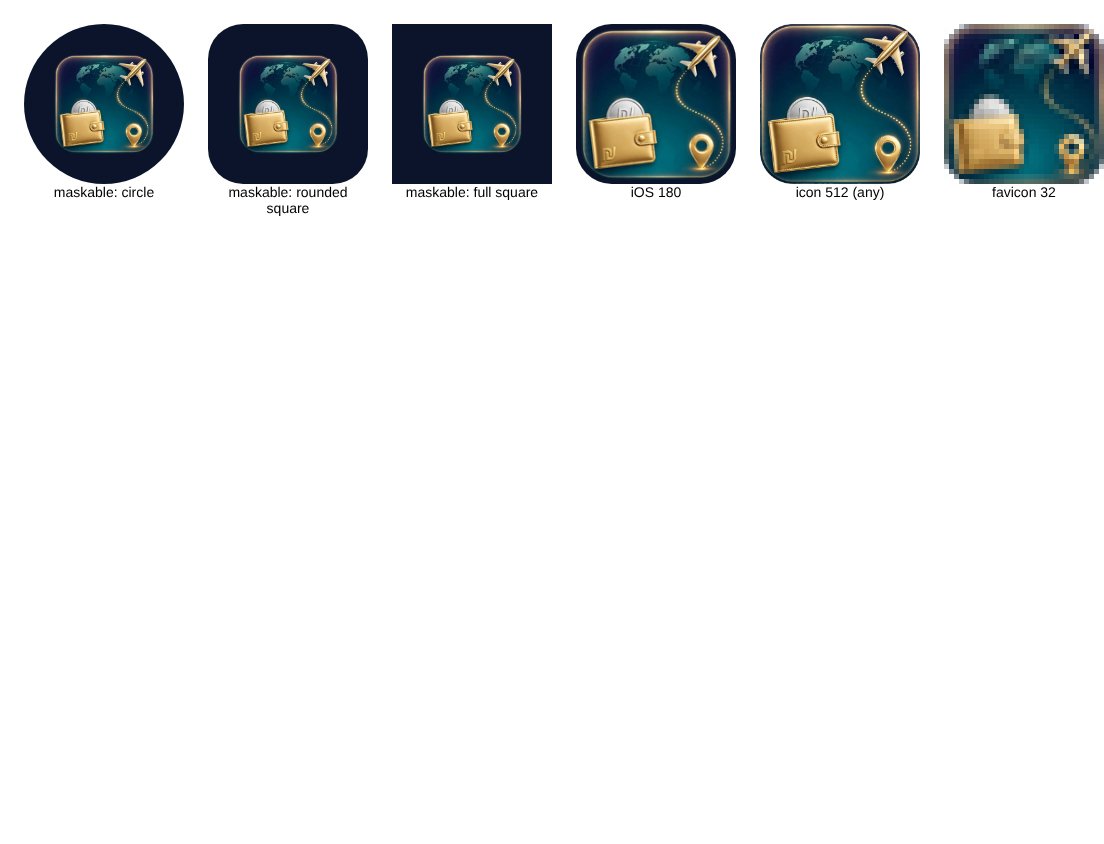 maskable: circle
maskable: rounded
square
maskable: full square
iOS 180
icon 512 (any)
favicon 32
₪
₪
₪
₪
₪